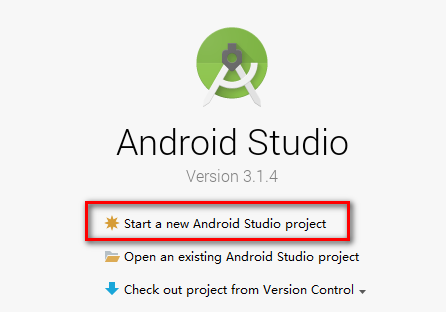 Android Studio
Version 3.1.4
Start a new Android Studio project
Open an existing Android Studio project
Check out project from Version Control